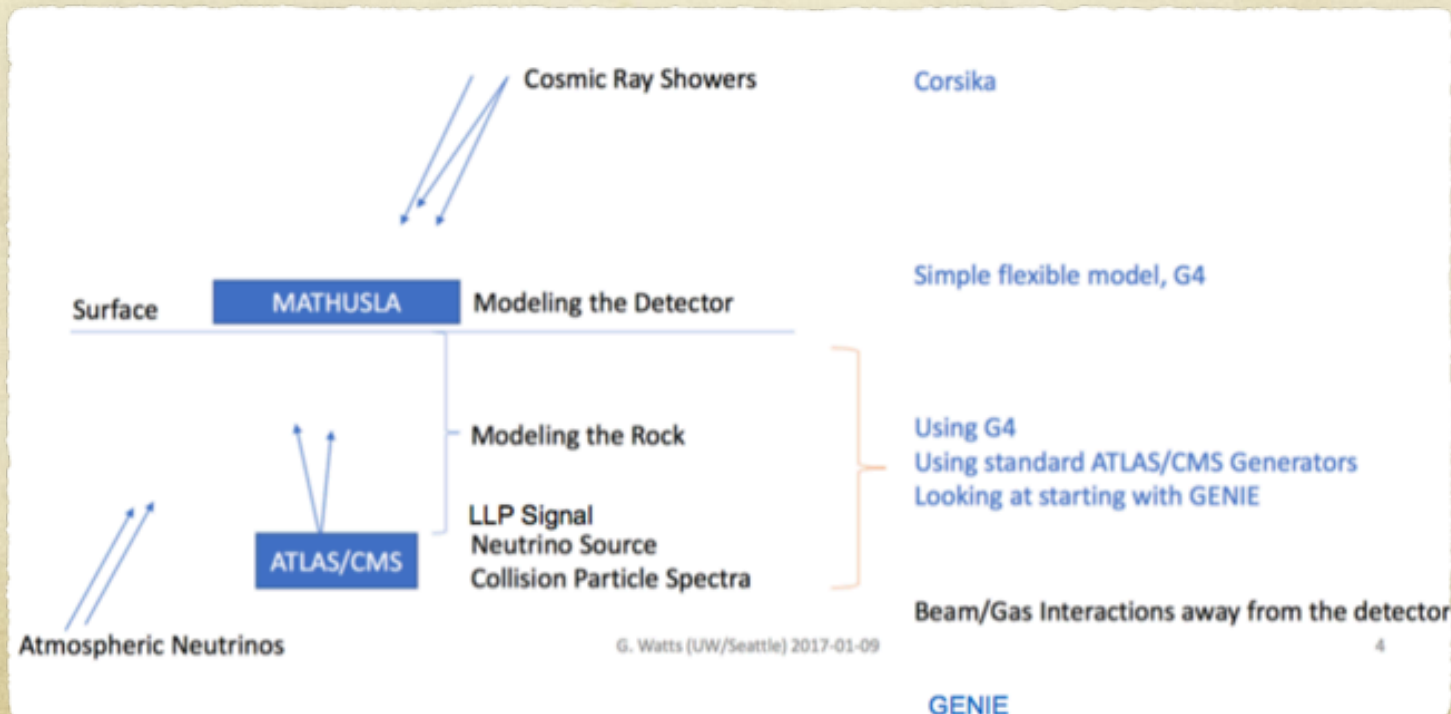 Cosmic Ray Showers
Corsika
Simple flexible model, G4
Surface
MATHUSLA
Modeling the Detector
Modeling the Rock
Using G4
Using standard ATLAS/CMS Generators
Looking at starting with GENIE
LLP Signal
Neutrino Source
ATLAS/CMS
Collision Particle Spectra
Beam/Gas Interactions away from the detector
Atmospheric Neutrinos
G. Watts (UW/Seattle) 2017-01-09
4
GENIE